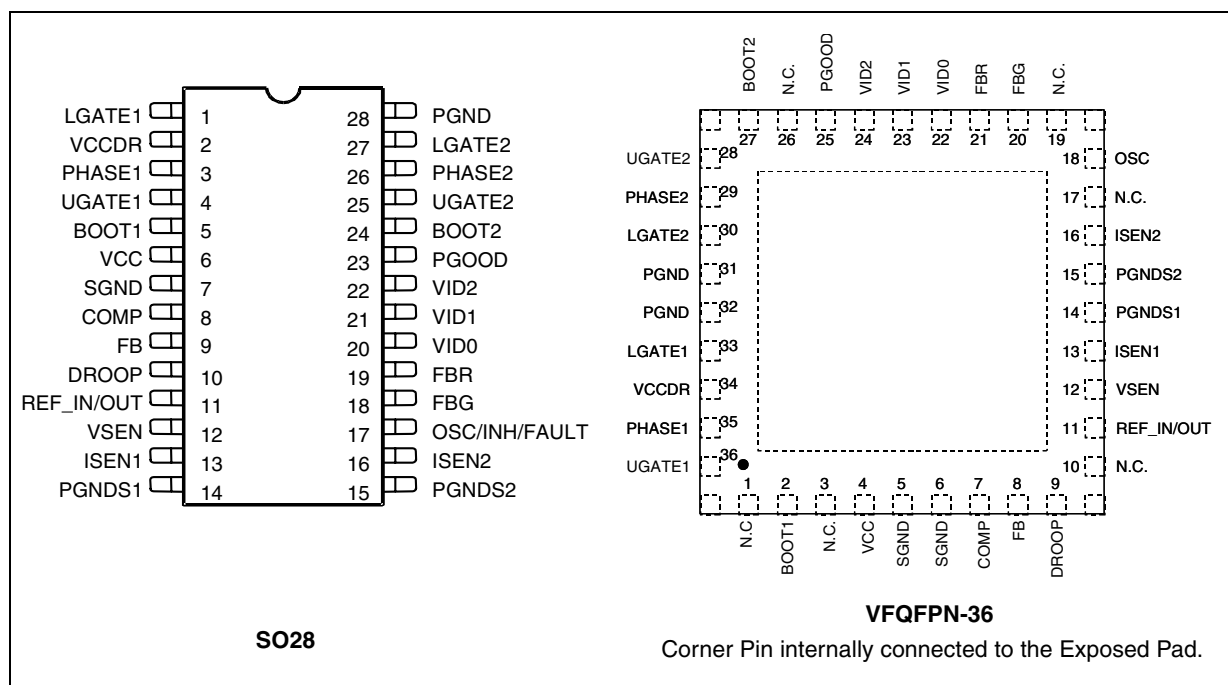 LGATE1 1 28 PGND
VCCDR 2 27 LGATE2
PHASE1 3 26 PHASE2
UGATE1 4 25 UGATE2
BOOT1 5 24 BOOT2
VCC 6 23 PGOOD
SGND 7 22 VID2
COMP 8 21 VID1
FB 9 20 VID0
DROOP 10 19 FBR
REF_IN/OUT 11 18 FBG
VSEN 12 17 OSC/INH/FAULT
ISEN1 13 16 ISEN2
PGNDS1 14 15 PGNDS2
SO28
BOOT2 N.C. PGOOD VID2 VID1 VID0 FBR FBG N.C.
27 26 25 24 23 22 21 20 19
UGATE2 28 18 OSC
PHASE2 29 17 N.C.
LGATE2 30 16 ISEN2
PGND 31 15 PGNDS2
PGND 32 14 PGNDS1
LGATE1 33 13 ISEN1
VCCDR 34 12 VSEN
PHASE1 35 11 REF_IN/OUT
UGATE1 36 10 N.C.
1 2 3 4 5 6 7 8 9
N.C BOOT1 N.C. VCC SGND SGND COMP FB DROOP
VFQFPN-36
Corner Pin internally connected to the Exposed Pad.